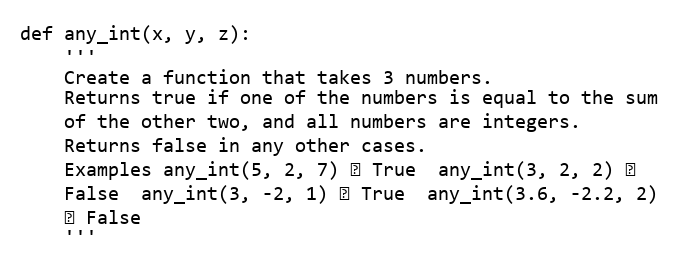 def any_int(x, y, z):
    '''
    Create a function that takes 3 numbers.
    Returns true if one of the numbers is equal to the sum
    of the other two, and all numbers are integers.
    Returns false in any other cases.
    Examples any_int(5, 2, 7) ⍰ True  any_int(3, 2, 2) ⍰
    False  any_int(3, -2, 1) ⍰ True  any_int(3.6, -2.2, 2)
    ⍰ False
    '''